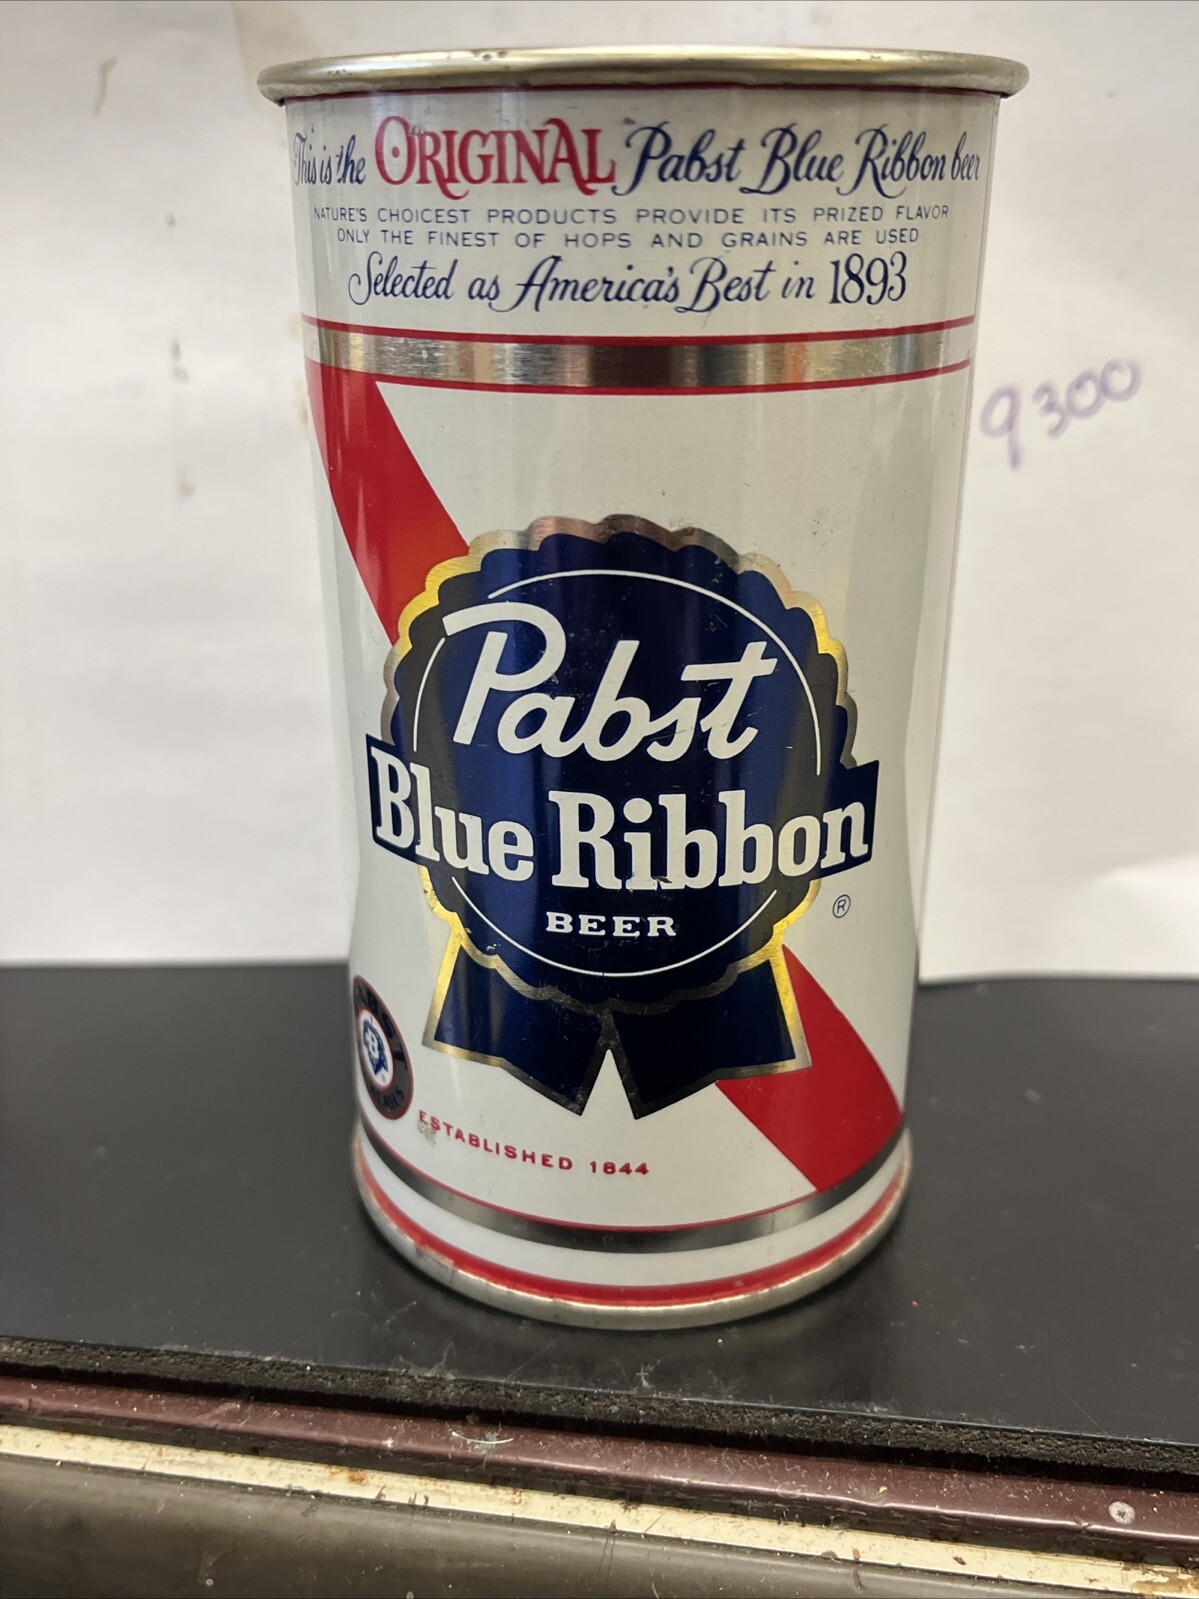 This is the ORIGINAL Pabst Blue Ribbon beer
NATURE'S CHOICEST PRODUCTS PROVIDE ITS PRIZED FLAVOR
ONLY THE FINEST OF HOPS AND GRAINS ARE USED
Selected as America's Best in 1893
9300
Pabst
Blue Ribbon
BEER
®
B
ESTABLISHED 1844